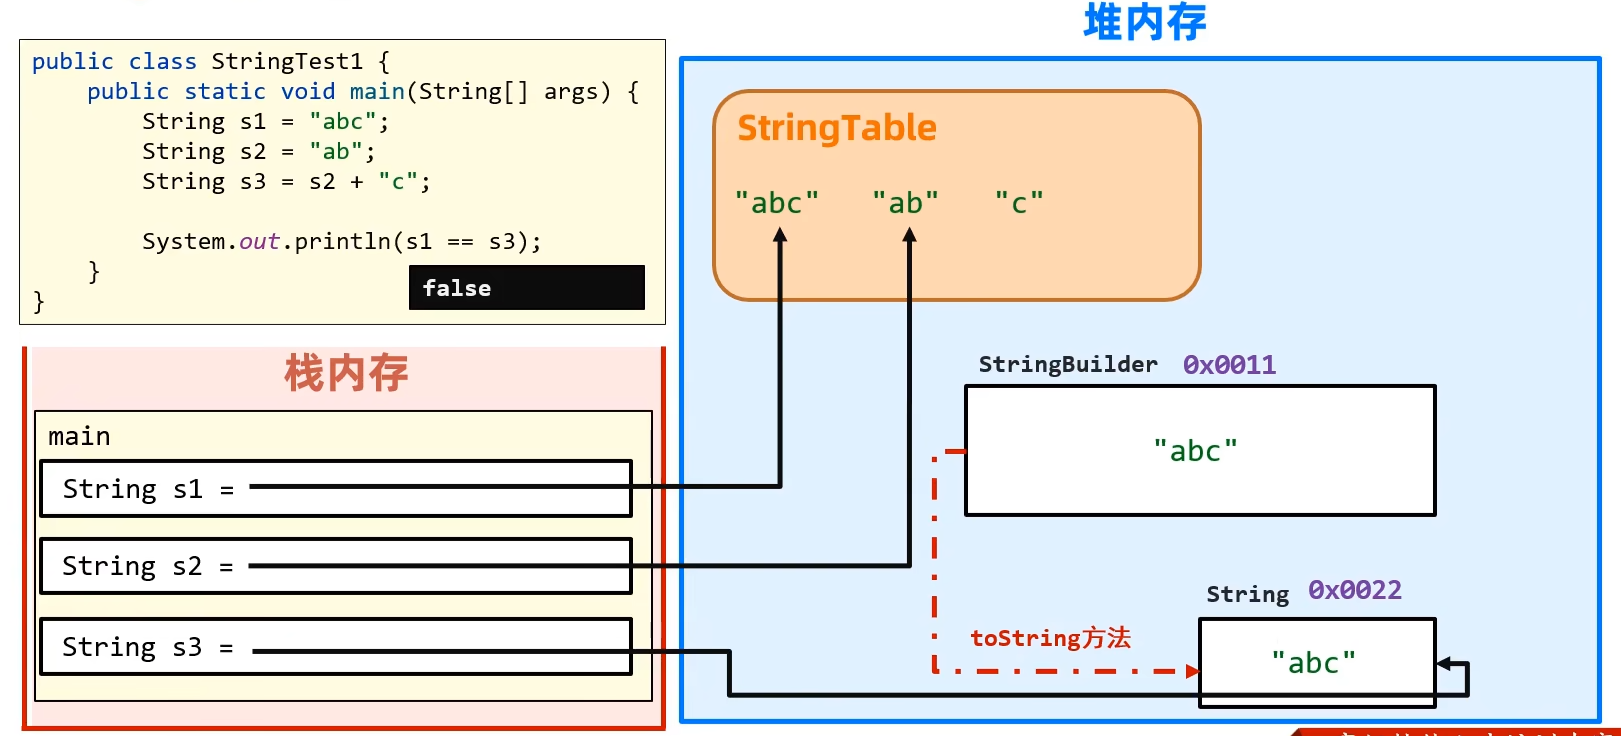 堆内存
public class StringTest1 {
    public static void main(String[] args) {
        String s1 = "abc";
        String s2 = "ab";
        String s3 = s2 + "c";
        System.out.println(s1 == s3);
    }
}
false
StringTable
"abc" "ab" "c"
栈内存
main
String s1 =
String s2 =
String s3 =
StringBuilder 0x0011
"abc"
toString方法
String 0x0022
"abc"